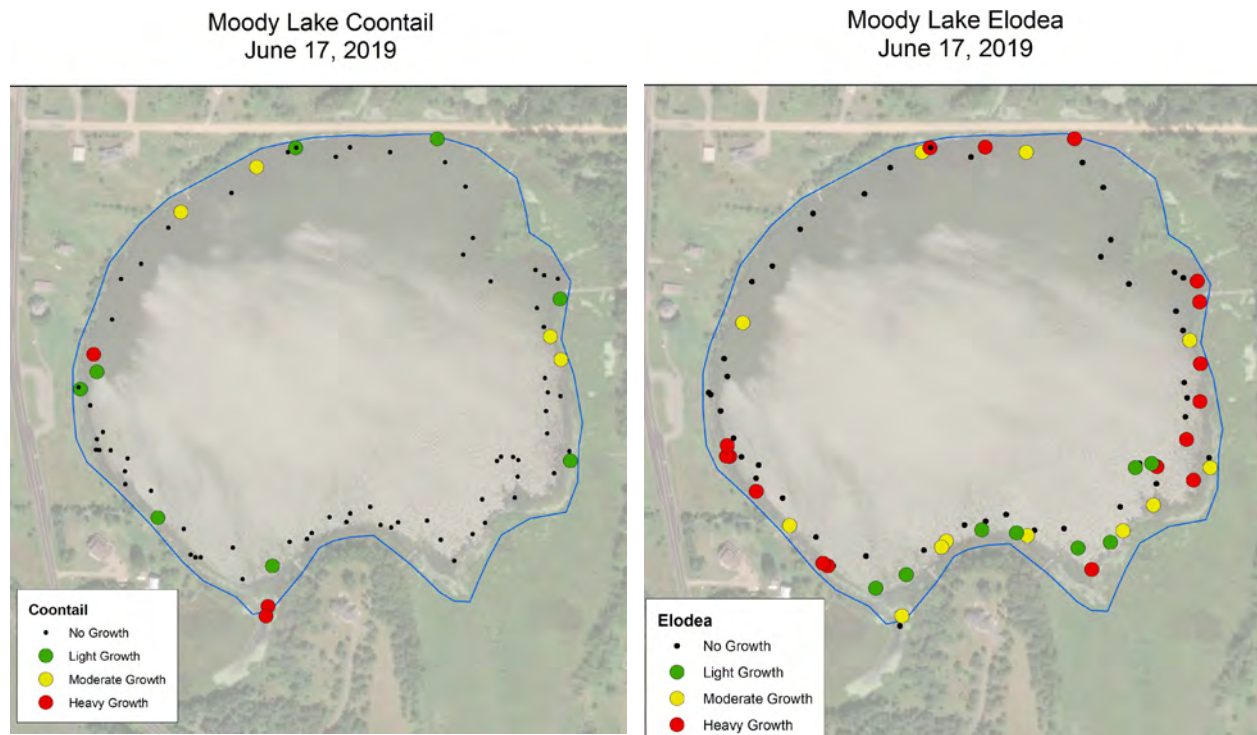 Moody Lake Coontail
June 17, 2019
Coontail
No Growth
Light Growth
Moderate Growth
Heavy Growth
Moody Lake Elodea
June 17, 2019
Elodea
No Growth
Light Growth
Moderate Growth
Heavy Growth